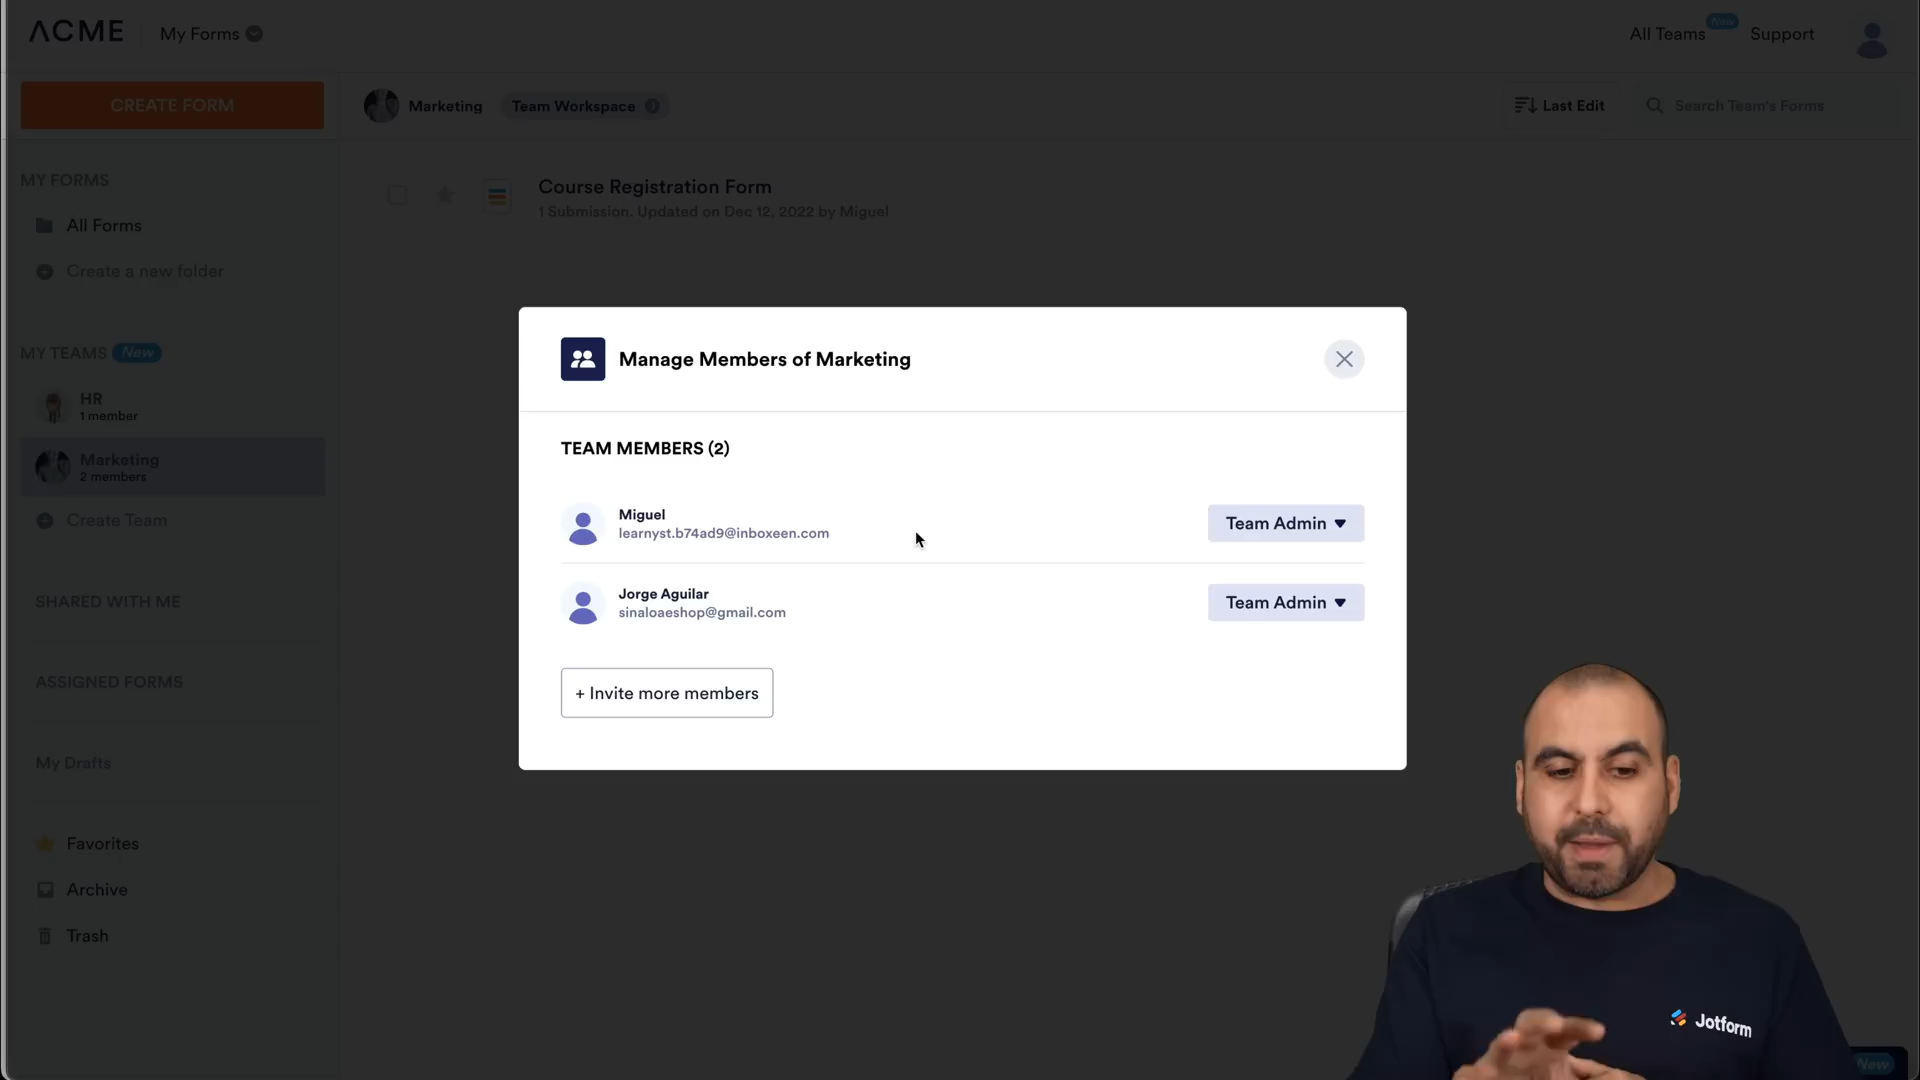 ACME
My Forms
All Teams
New
Support
CREATE FORM
Marketing
Team Workspace
Last Edit
Search Team's Forms
MY FORMS
All Forms
Create a new folder
Course Registration Form
1 Submission. Updated on Dec 12, 2022 by Miguel
MY TEAMS New
HR
1 member
Marketing
2 members
Create Team
SHARED WITH ME
ASSIGNED FORMS
My Drafts
Favorites
Archive
Trash
Manage Members of Marketing
TEAM MEMBERS (2)
Miguel
learnyst.b74ad9@inboxeen.com
Team Admin
Jorge Aguilar
sinaloaeshop@gmail.com
Team Admin
+ Invite more members
Jotform
New